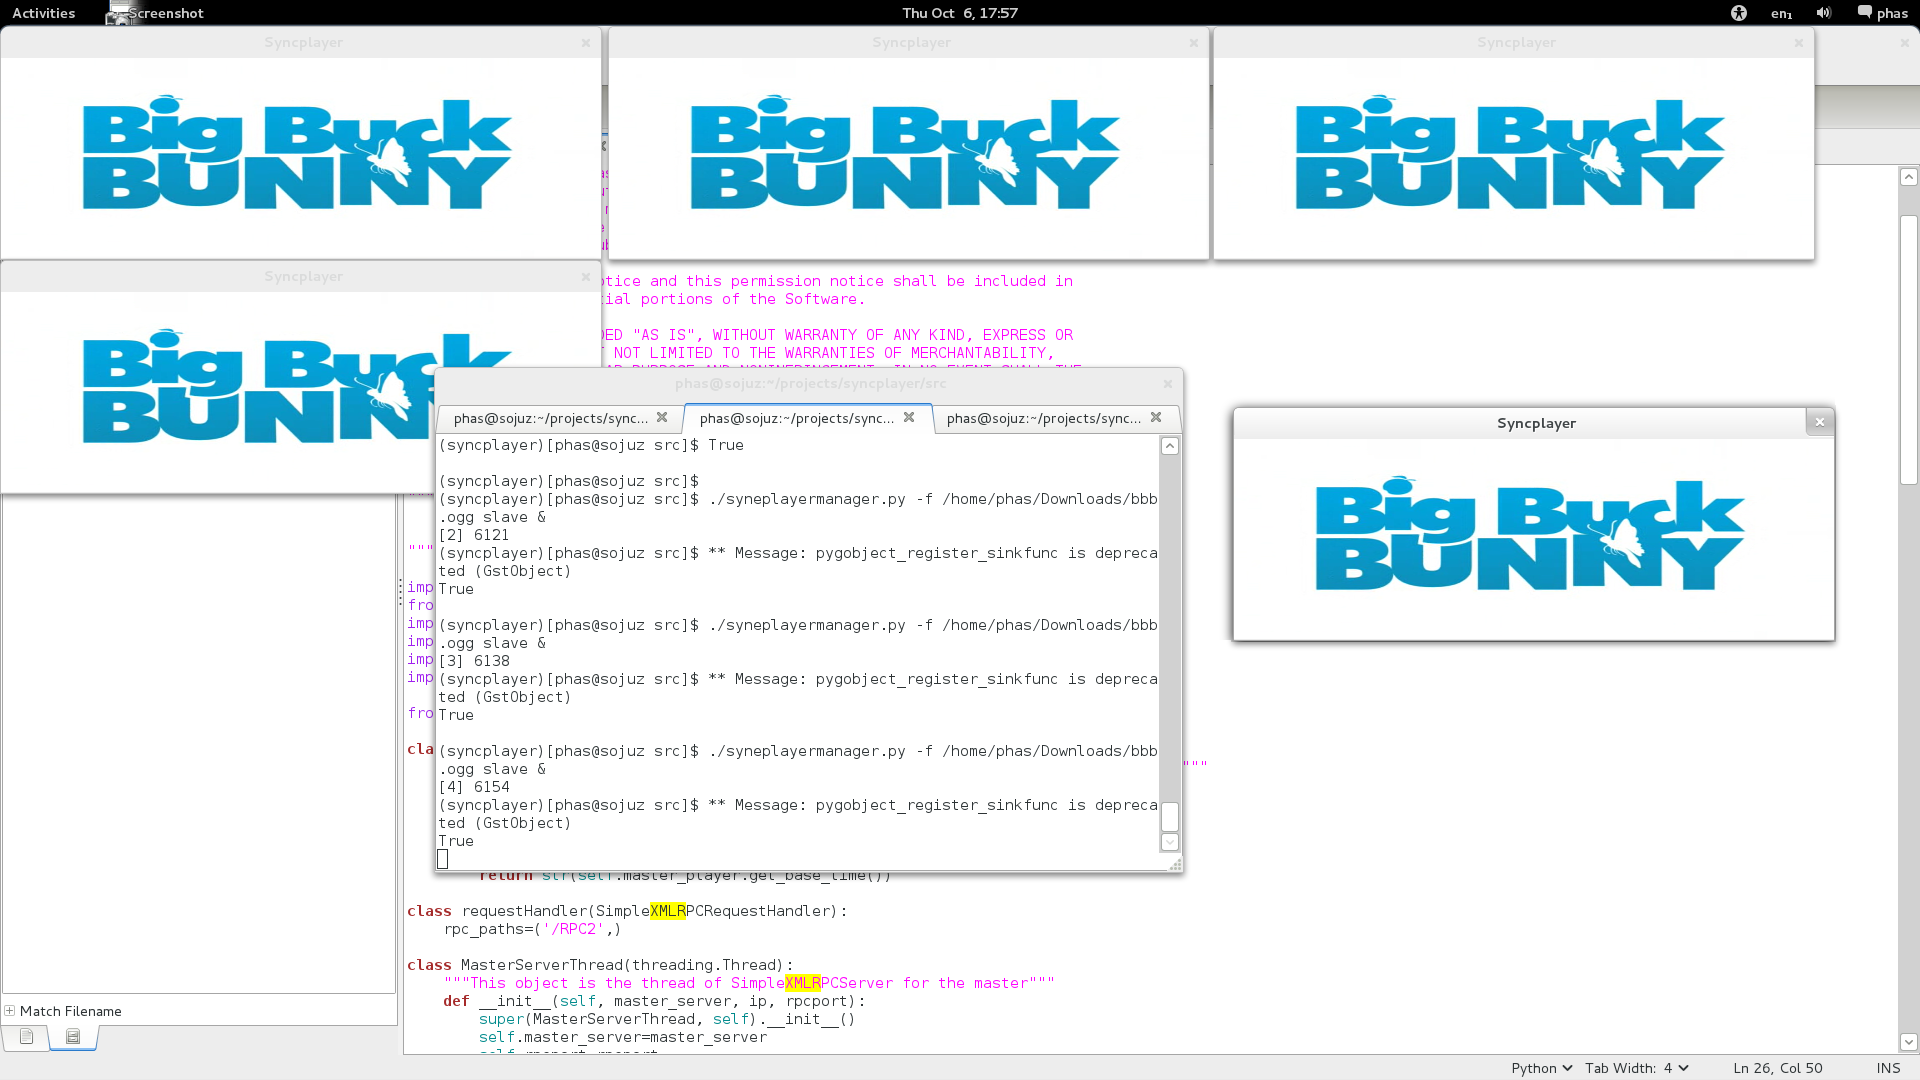 Activities
Screenshot
Thu Oct 6, 17:57
en₁
phas
Syncplayer
Big Buck
BUNNY
Syncplayer
Big Buck
BUNNY
Syncplayer
Big Buck
BUNNY
Syncplayer
Big Buck
BUNNY
otice and this permission notice shall be included in
ial portions of the Software.
DED "AS IS", WITHOUT WARRANTY OF ANY KIND, EXPRESS OR
NOT LIMITED TO THE WARRANTIES OF MERCHANTABILITY,
phas@sojuz:~/projects/syncplayer/src
phas@sojuz:~/projects/sync...
phas@sojuz:~/projects/sync...
phas@sojuz:~/projects/sync...
(syncplayer)[phas@sojuz src]$ True
(syncplayer)[phas@sojuz src]$
(syncplayer)[phas@sojuz src]$ ./syneplayermanager.py -f /home/phas/Downloads/bbb
.ogg slave &
[2] 6121
(syncplayer)[phas@sojuz src]$ ** Message: pygobject_register_sinkfunc is depreca
ted (GstObject)
True
(syncplayer)[phas@sojuz src]$ ./syneplayermanager.py -f /home/phas/Downloads/bbb
.ogg slave &
[3] 6138
(syncplayer)[phas@sojuz src]$ ** Message: pygobject_register_sinkfunc is depreca
ted (GstObject)
True
(syncplayer)[phas@sojuz src]$ ./syneplayermanager.py -f /home/phas/Downloads/bbb
.ogg slave &
[4] 6154
(syncplayer)[phas@sojuz src]$ ** Message: pygobject_register_sinkfunc is depreca
ted (GstObject)
True
Syncplayer
Big Buck
BUNNY
"""
imp
fro
imp
imp
imp
imp
fro
cla
"""
return str(self.master_player.get_base_time())
class requestHandler(SimpleXMLRPCRequestHandler):
rpc_paths=('/RPC2',)
class MasterServerThread(threading.Thread):
"""This object is the thread of SimpleXMLRPCServer for the master"""
def __init__(self, master_server, ip, rpcport):
super(MasterServerThread, self).__init__()
self.master_server=master_server
Match Filename
Python
Tab Width: 4
Ln 26, Col 50
INS